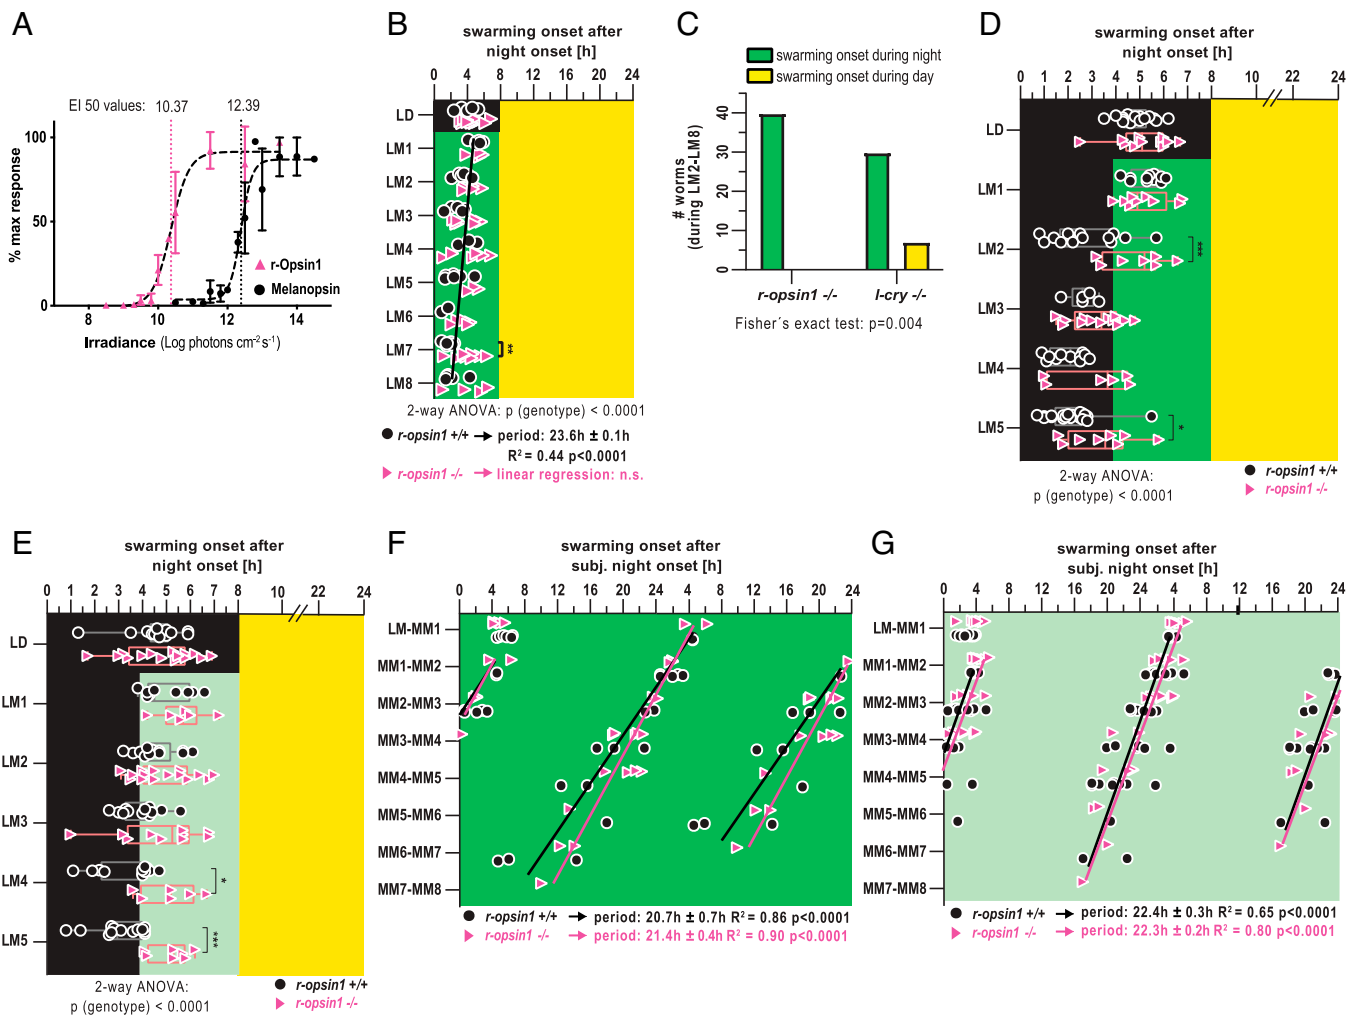 A
EI 50 values:
10.37
12.39
% max response
100
50
0
8
10
12
14
r-Opsin1
Melanopsin
Irradiance (Log photons cm⁻² s⁻¹)
B
swarming onset after
night onset [h]
0 4 8 12 16 20 24
LD
LM1
LM2
LM3
LM4
LM5
LM6
LM7
LM8
**
2-way ANOVA: p (genotype) < 0.0001
r-opsin1 +/+ → period: 23.6h ± 0.1h
R² = 0.44 p<0.0001
r-opsin1 -/- → linear regression: n.s.
C
swarming onset during night
swarming onset during day
# worms
(during LM2-LM8)
40
30
20
10
0
r-opsin1 -/-
l-cry -/-
Fisher´s exact test: p=0.004
D
swarming onset after
night onset [h]
0 1 2 3 4 5 6 7 8 10 22 24
LD
LM1
LM2
LM3
LM4
LM5
***
*
2-way ANOVA:
p (genotype) < 0.0001
r-opsin1 +/+
r-opsin1 -/-
E
swarming onset after
night onset [h]
0 1 2 3 4 5 6 7 8 10 22 24
LD
LM1
LM2
LM3
LM4
LM5
*
***
2-way ANOVA:
p (genotype) < 0.0001
r-opsin1 +/+
r-opsin1 -/-
F
swarming onset after
subj. night onset [h]
0 4 8 12 16 20 24 4 8 12 16 20 24
LM-MM1
MM1-MM2
MM2-MM3
MM3-MM4
MM4-MM5
MM5-MM6
MM6-MM7
MM7-MM8
r-opsin1 +/+ → period: 20.7h ± 0.7h R² = 0.86 p<0.0001
r-opsin1 -/- → period: 21.4h ± 0.4h R² = 0.90 p<0.0001
G
swarming onset after
subj. night onset [h]
0 4 8 12 16 20 24 4 8 12 16 20 24
LM-MM1
MM1-MM2
MM2-MM3
MM3-MM4
MM4-MM5
MM5-MM6
MM6-MM7
MM7-MM8
r-opsin1 +/+ → period: 22.4h ± 0.3h R² = 0.65 p<0.0001
r-opsin1 -/- → period: 22.3h ± 0.2h R² = 0.80 p<0.0001